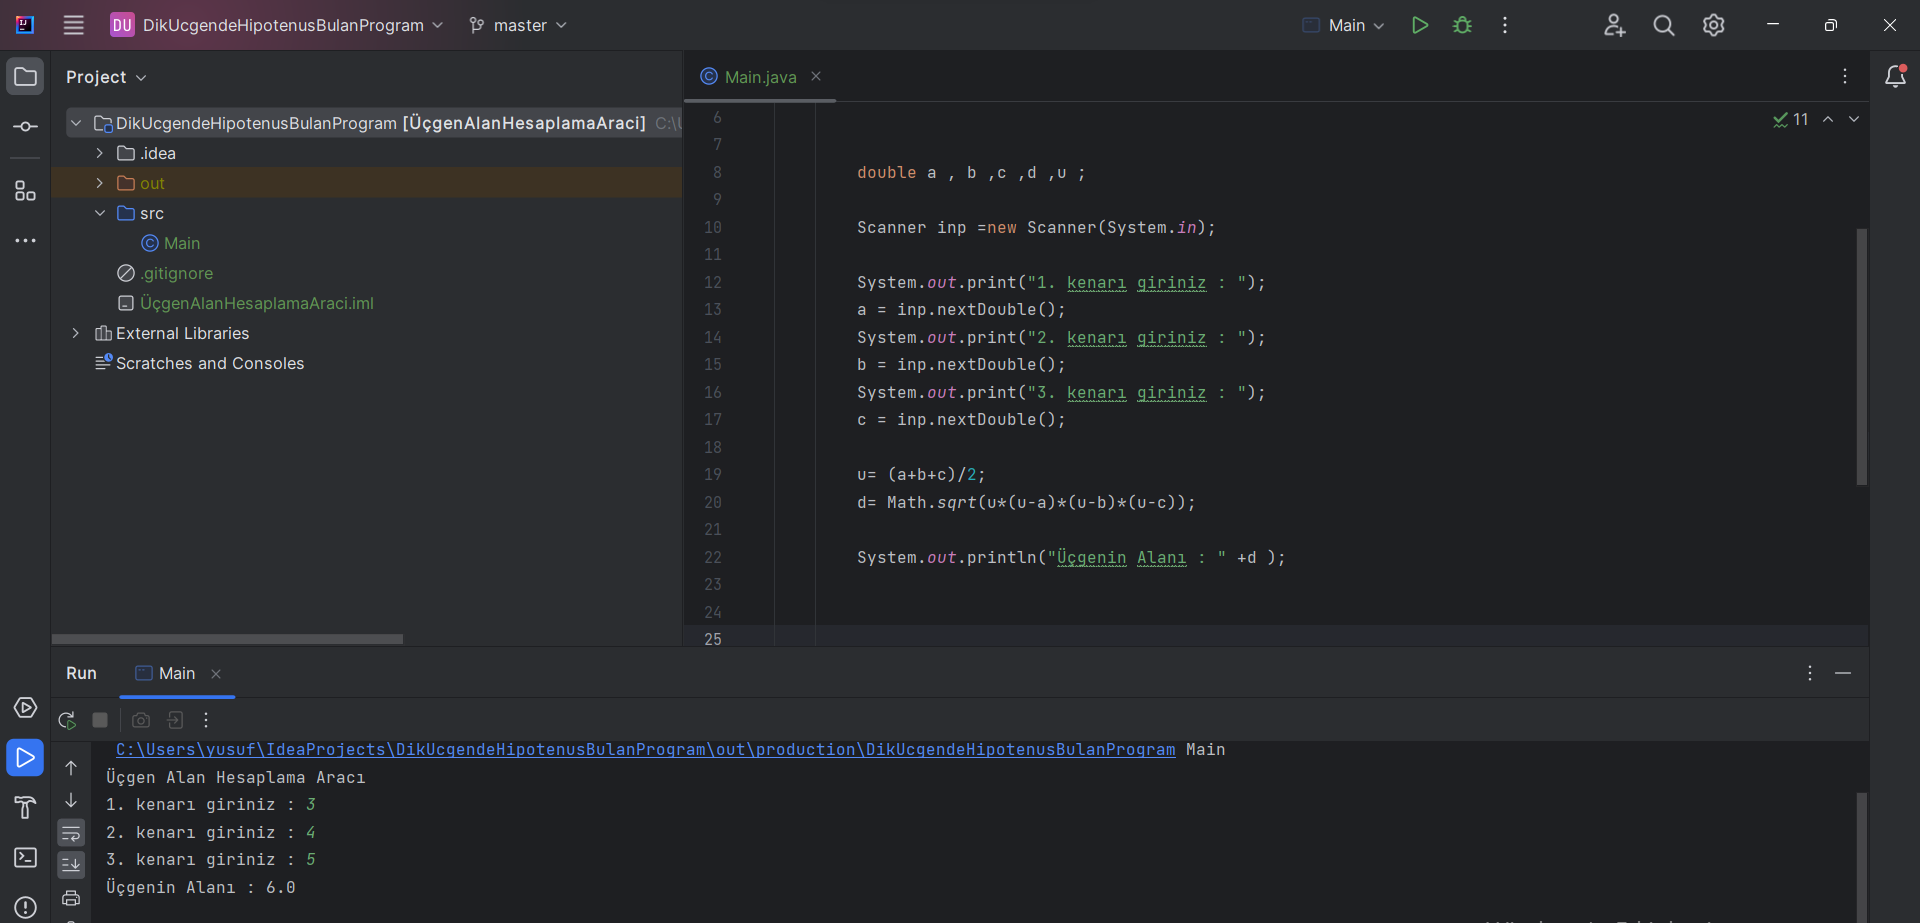 DU DikUcgendeHipotenusBulanProgram master Main
Project
DikUcgendeHipotenusBulanProgram [ÜçgenAlanHesaplamaAraci]
.idea
out
src
Main
.gitignore
ÜçgenAlanHesaplamaAraci.iml
External Libraries
Scratches and Consoles
Main.java
11
6
7
8 double a , b ,c ,d ,u ;
9
10 Scanner inp =new Scanner(System.in);
11
12 System.out.print("1. kenarı giriniz : ");
13 a = inp.nextDouble();
14 System.out.print("2. kenarı giriniz : ");
15 b = inp.nextDouble();
16 System.out.print("3. kenarı giriniz : ");
17 c = inp.nextDouble();
18
19 u= (a+b+c)/2;
20 d= Math.sqrt(u*(u-a)*(u-b)*(u-c));
21
22 System.out.println("Üçgenin Alanı : " +d );
23
24
25
Run Main
C:\Users\yusuf\IdeaProjects\DikUcgendeHipotenusBulanProgram\out\production\DikUcgendeHipotenusBulanProgram Main
Üçgen Alan Hesaplama Aracı
1. kenarı giriniz : 3
2. kenarı giriniz : 4
3. kenarı giriniz : 5
Üçgenin Alanı : 6.0